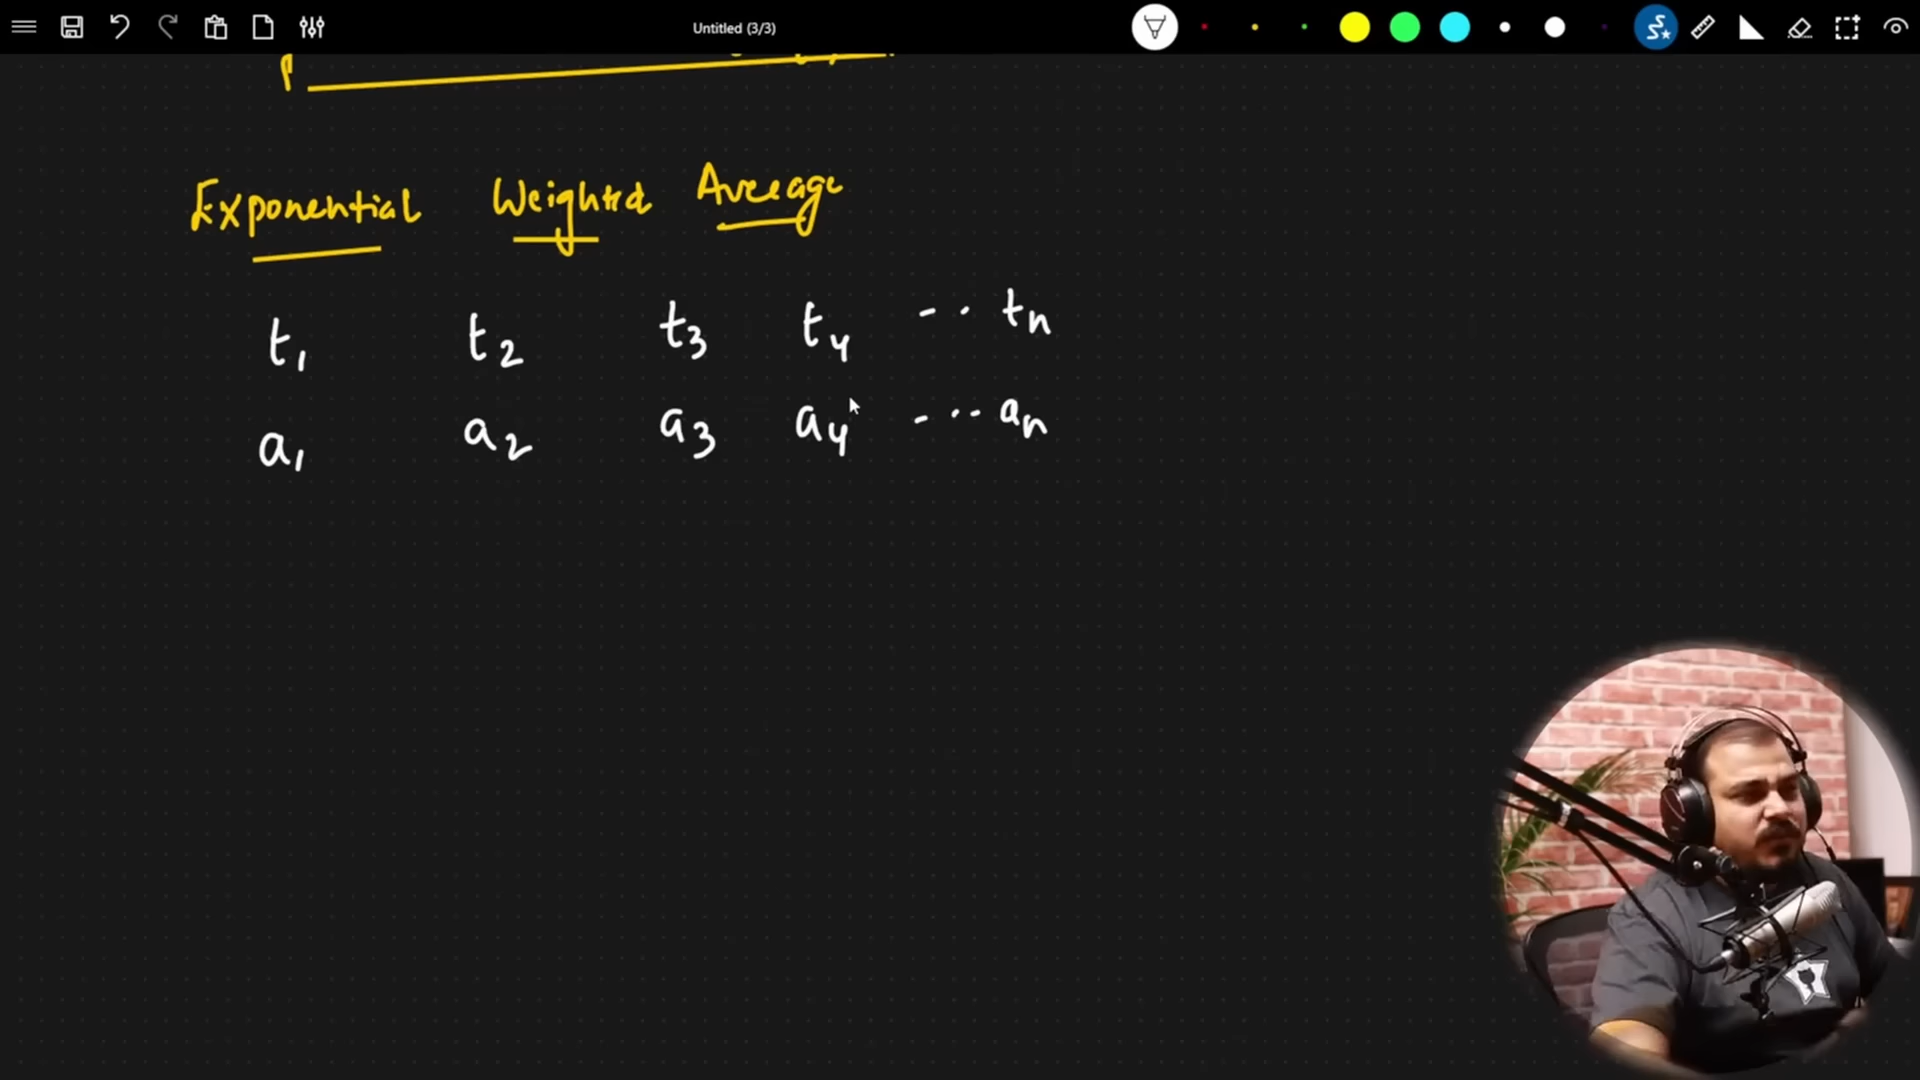 Untitled (3/3)
Exponential Weighted Average
t1 t2 t3 t4 -- tn
a1 a2 a3 a4 - -- an